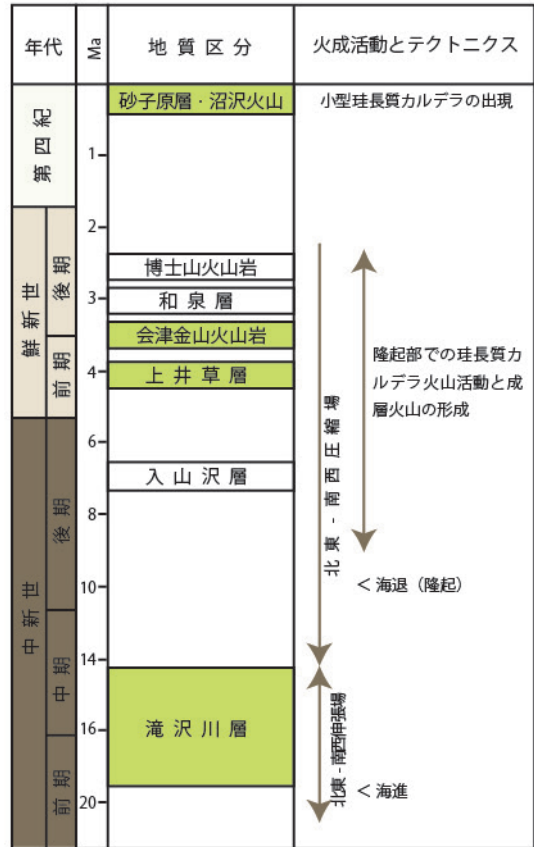 年代
Ma
地質区分
火成活動とテクトニクス
第四紀
砂子原層・沼沢火山
小型珪長質カルデラの出現
1
鮮新世
後期
2
博士山火山岩
3
和泉層
会津金山火山岩
前期
4
上井草層
隆起部での珪長質カ
ルデラ火山活動と成
層火山の形成
北東-南西圧縮場
中新世
後期
6
入山沢層
8
10
<海退（隆起）
中期
14
滝沢川層
16
北東-南西伸張場
前期
20
<海進